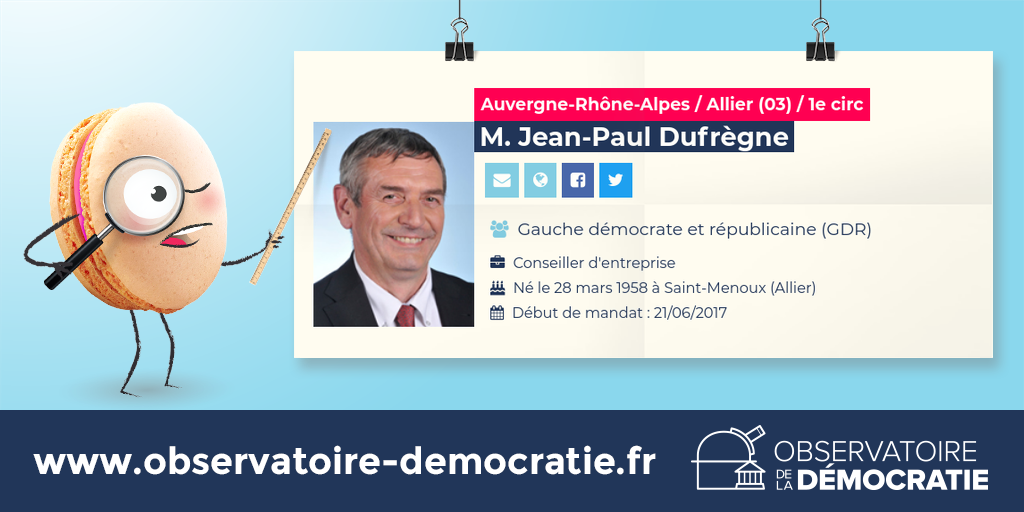 Auvergne-Rhône-Alpes / Allier (03) / 1e circ
M. Jean-Paul Dufrègne
Gauche démocrate et républicaine (GDR)
Conseiller d'entreprise
Né le 28 mars 1958 à Saint-Menoux (Allier)
Début de mandat : 21/06/2017
www.observatoire-democratie.fr
OBSERVATOIRE
DE LA DÉMOCRATIE